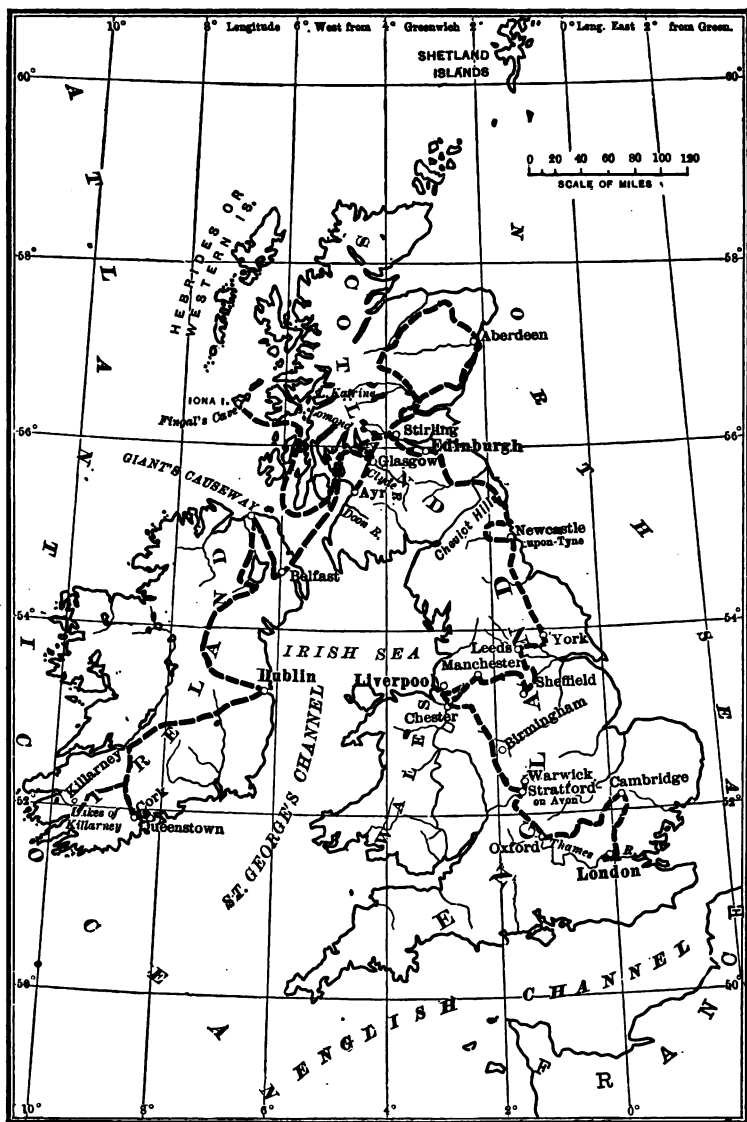 10° 8° Longitude 6° West from 4° Greenwich 2° 0° Long. East 2° from Green.
SHETLAND
ISLANDS
60° 60°
0 20 40 60 80 100 120
SCALE OF MILES
ATLANTIC OCEAN
NORTH SEA
HEBRIDES OR
WESTERN IS.
58° 58°
SCOTLAND
Aberdeen
IONA I.
Fingal's Cave
L. Katrine
Lomond
Stirling
56° 56°
Edinburgh
Glasgow
Clyde R.
Ayr
Doon R.
GIANT'S CAUSEWAY
Cheviot Hills
Newcastle
upon-Tyne
Belfast
54° 54°
IRELAND
IRISH SEA
York
Leeds
Manchester
Dublin
Liverpool
Sheffield
Chester
ENGLAND
WALES
Birmingham
ST. GEORGE'S CHANNEL
Killarney
Warwick
Stratford
on Avon
Cambridge
52° 52°
Lakes of
Killarney
Cork
Queenstown
Oxford
Thames R.
London
50° 50°
ENGLISH CHANNEL
FRANCE
10° 8° 6° 4° 2° 0°